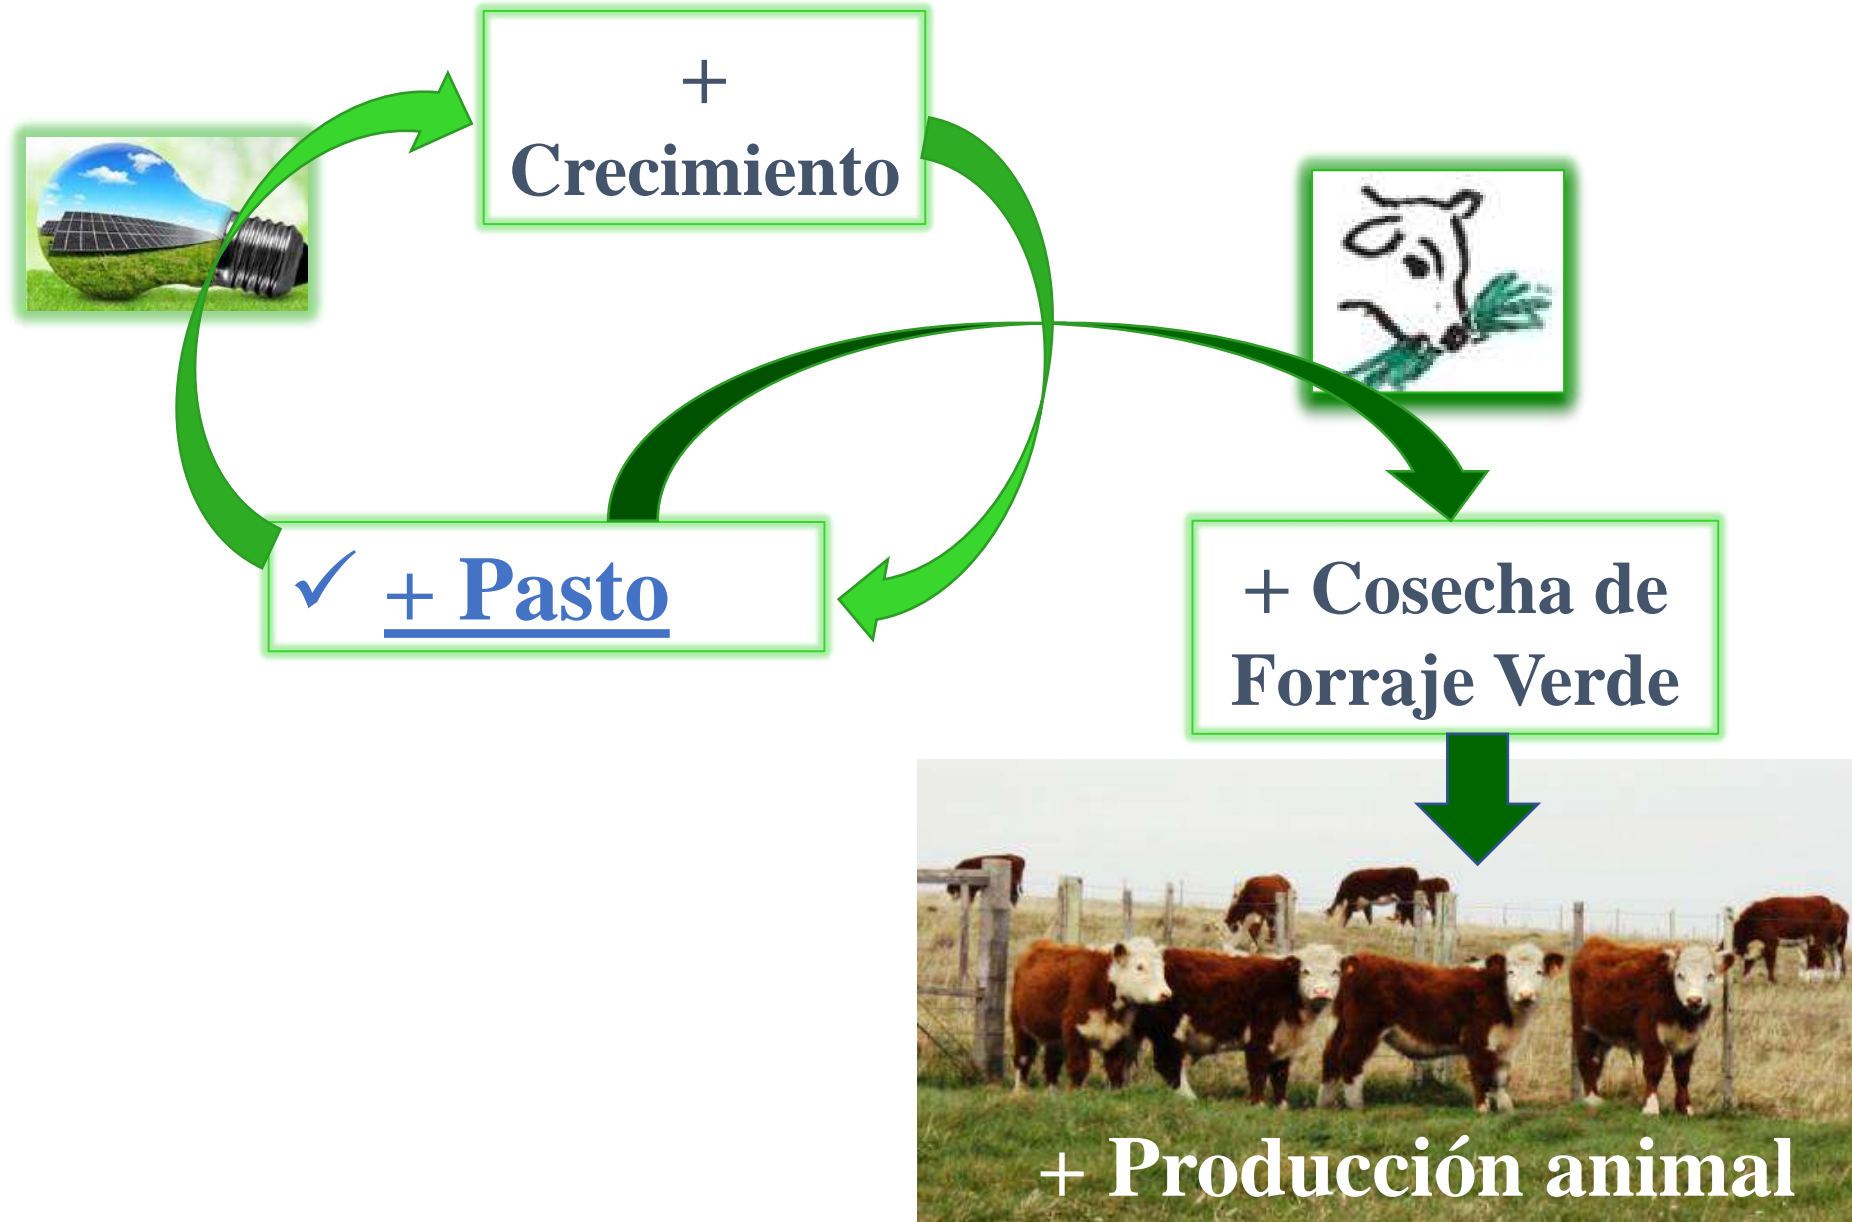 +
Crecimiento
✓ + Pasto
+ Cosecha de
Forraje Verde
+ Producción animal